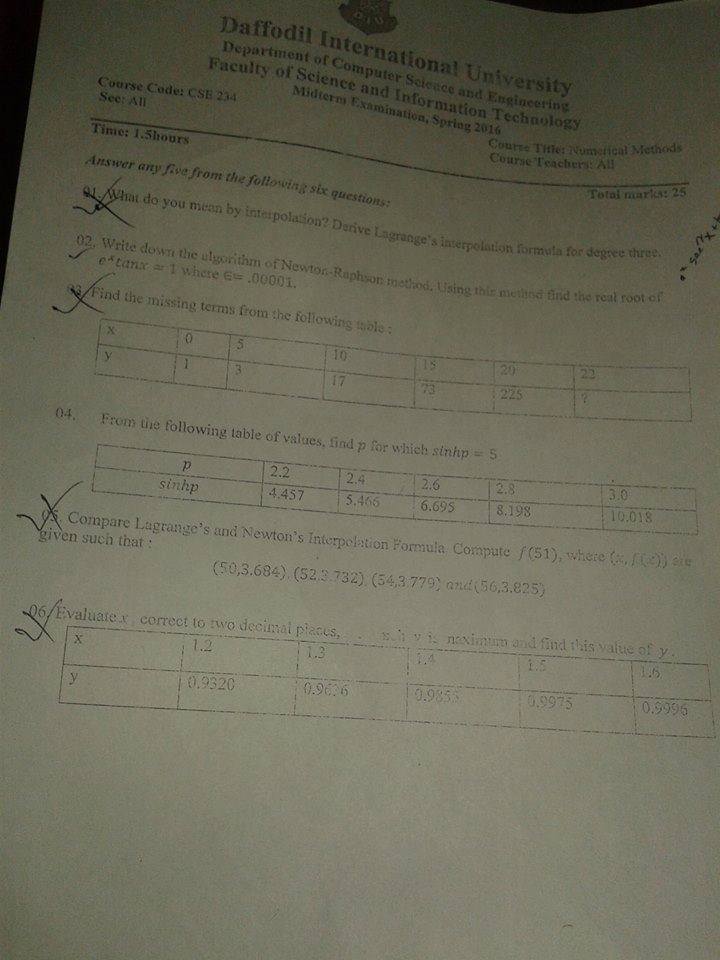 DIU
Daffodil International University
Department of Computer Science and Engineering
Faculty of Science and Information Technology
Midterm Examination, Spring 2016
Course Code: CSE 234
Course Title: Numerical Methods
Sec: All
Course Teachers: All
Time: 1.5hours
Total marks: 25
Answer any five from the following six questions:
01. What do you mean by interpolation? Derive Lagrange's interpolation formula for degree three.
02. Write down the algorithm of Newton-Raphson method. Using this method find the real root of
e^x tanx = 1 where ∈= .00001.
03. Find the missing terms from the following table :
x 0 5 10 15 20 22
y 1 3 17 73 225 ?
04. From the following table of values, find p for which sinhp = 5
p 2.2 2.4 2.6 2.8 3.0
sinhp 4.457 5.466 6.695 8.198 10.018
05. Compare Lagrange's and Newton's Interpolation Formula Compute f(51), where (x, f(x)) are
given such that :
(50,3.684), (52,3.732), (54,3.779) and (56,3.825)
06. Evaluate x, correct to two decimal places, y is maximum and find this value of y.
x 1.2 1.3 1.4 1.5 1.6
y 0.9320 0.9636 0.9855 0.9975 0.9996